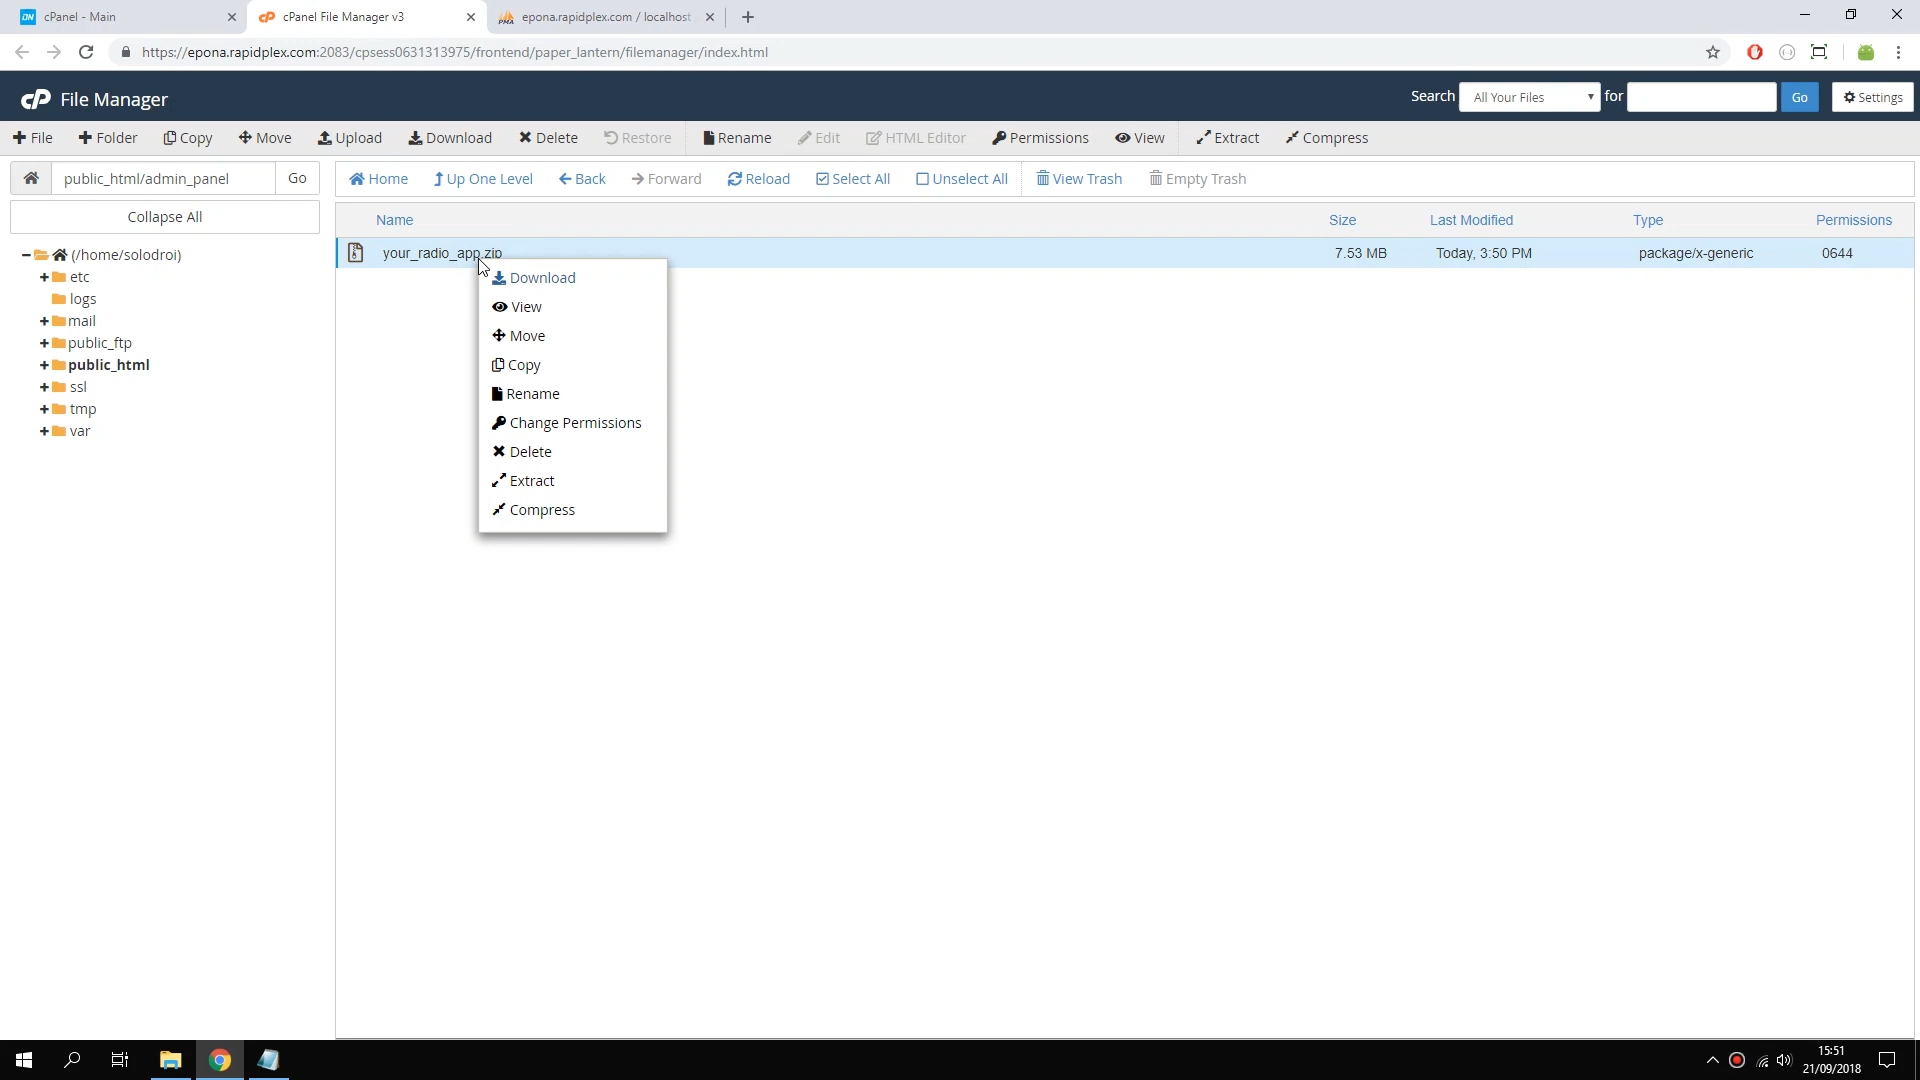 cPanel - Main
cPanel File Manager v3
epona.rapidplex.com / localhost
https://epona.rapidplex.com:2083/cpsess0631313975/frontend/paper_lantern/filemanager/index.html
cP File Manager
Search All Your Files for Go Settings
File Folder Copy Move Upload Download Delete Restore Rename Edit HTML Editor Permissions View Extract Compress
public_html/admin_panel Go
Home Up One Level Back Forward Reload Select All Unselect All View Trash Empty Trash
Collapse All
Name Size Last Modified Type Permissions
your_radio_app.zip 7.53 MB Today, 3:50 PM package/x-generic 0644
(/home/solodroi)
etc
logs
mail
public_ftp
public_html
ssl
tmp
var
Download
View
Move
Copy
Rename
Change Permissions
Delete
Extract
Compress
15:51
21/09/2018